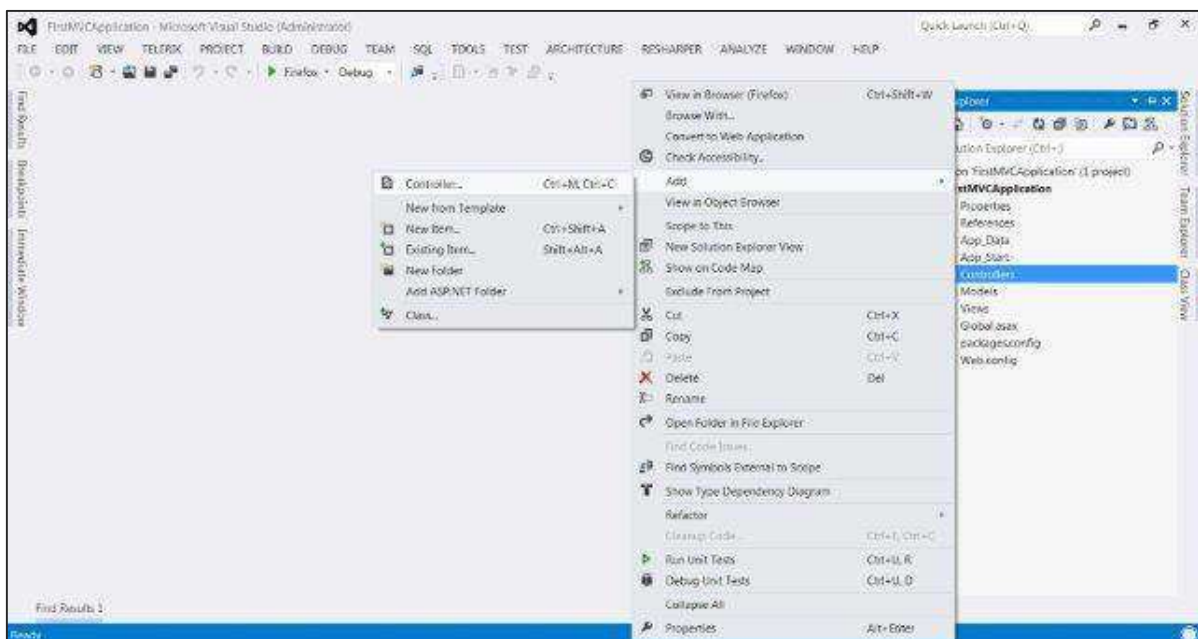 FirstMVCApplication - Microsoft Visual Studio (Administrator)
Quick Launch (Ctrl+Q)
FILE EDIT VIEW TELERIK PROJECT BUILD DEBUG TEAM SQL TOOLS TEST ARCHITECTURE RESHARPER ANALYZE WINDOW HELP
Firefox Debug
Find Results
Breakpoints
Immediate Window
Controller... Ctrl+M, Ctrl+C
New from Template
New Item... Ctrl+Shift+A
Existing Item... Shift+Alt+A
New Folder
Add ASP.NET Folder
Class...
View in Browser (Firefox) Ctrl+Shift+W
Browse With...
Convert to Web Application
Check Accessibility...
Add
View in Object Browser
Scope to This
New Solution Explorer View
Show on Code Map
Exclude From Project
Cut Ctrl+X
Copy Ctrl+C
Paste Ctrl+V
Delete Del
Rename
Open Folder in File Explorer
Find Code Issues
Find Symbols External to Scope
Show Type Dependency Diagram
Refactor
Cleanup Code... Ctrl+E, Ctrl+C
Run Unit Tests Ctrl+U, R
Debug Unit Tests Ctrl+U, D
Collapse All
Properties Alt+Enter
plorer
ution Explorer (Ctrl+;)
on 'FirstMVCApplication' (1 project)
stMVCApplication
Properties
References
App_Data
App_Start
Controllers
Models
Views
Global.asax
packages.config
Web.config
Solution Explorer
Team Explorer
Class View
Find Results 1
Ready